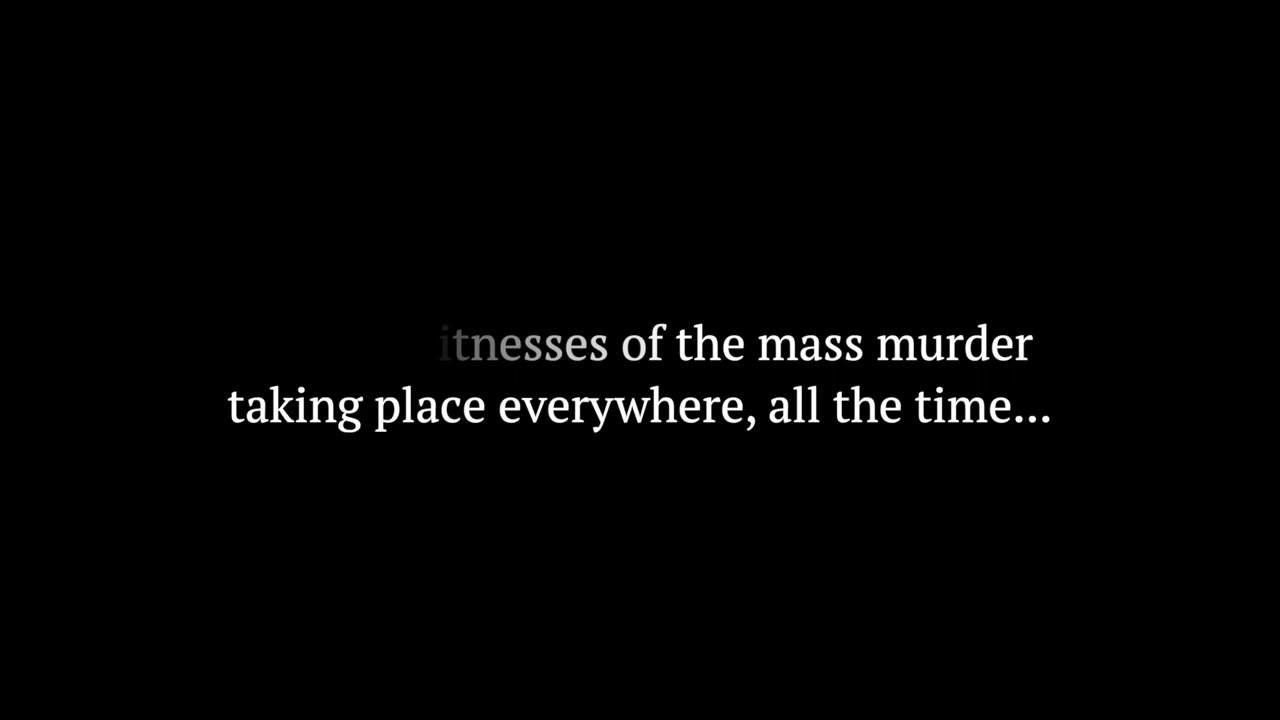 itnesses of the mass murder
taking place everywhere, all the time...